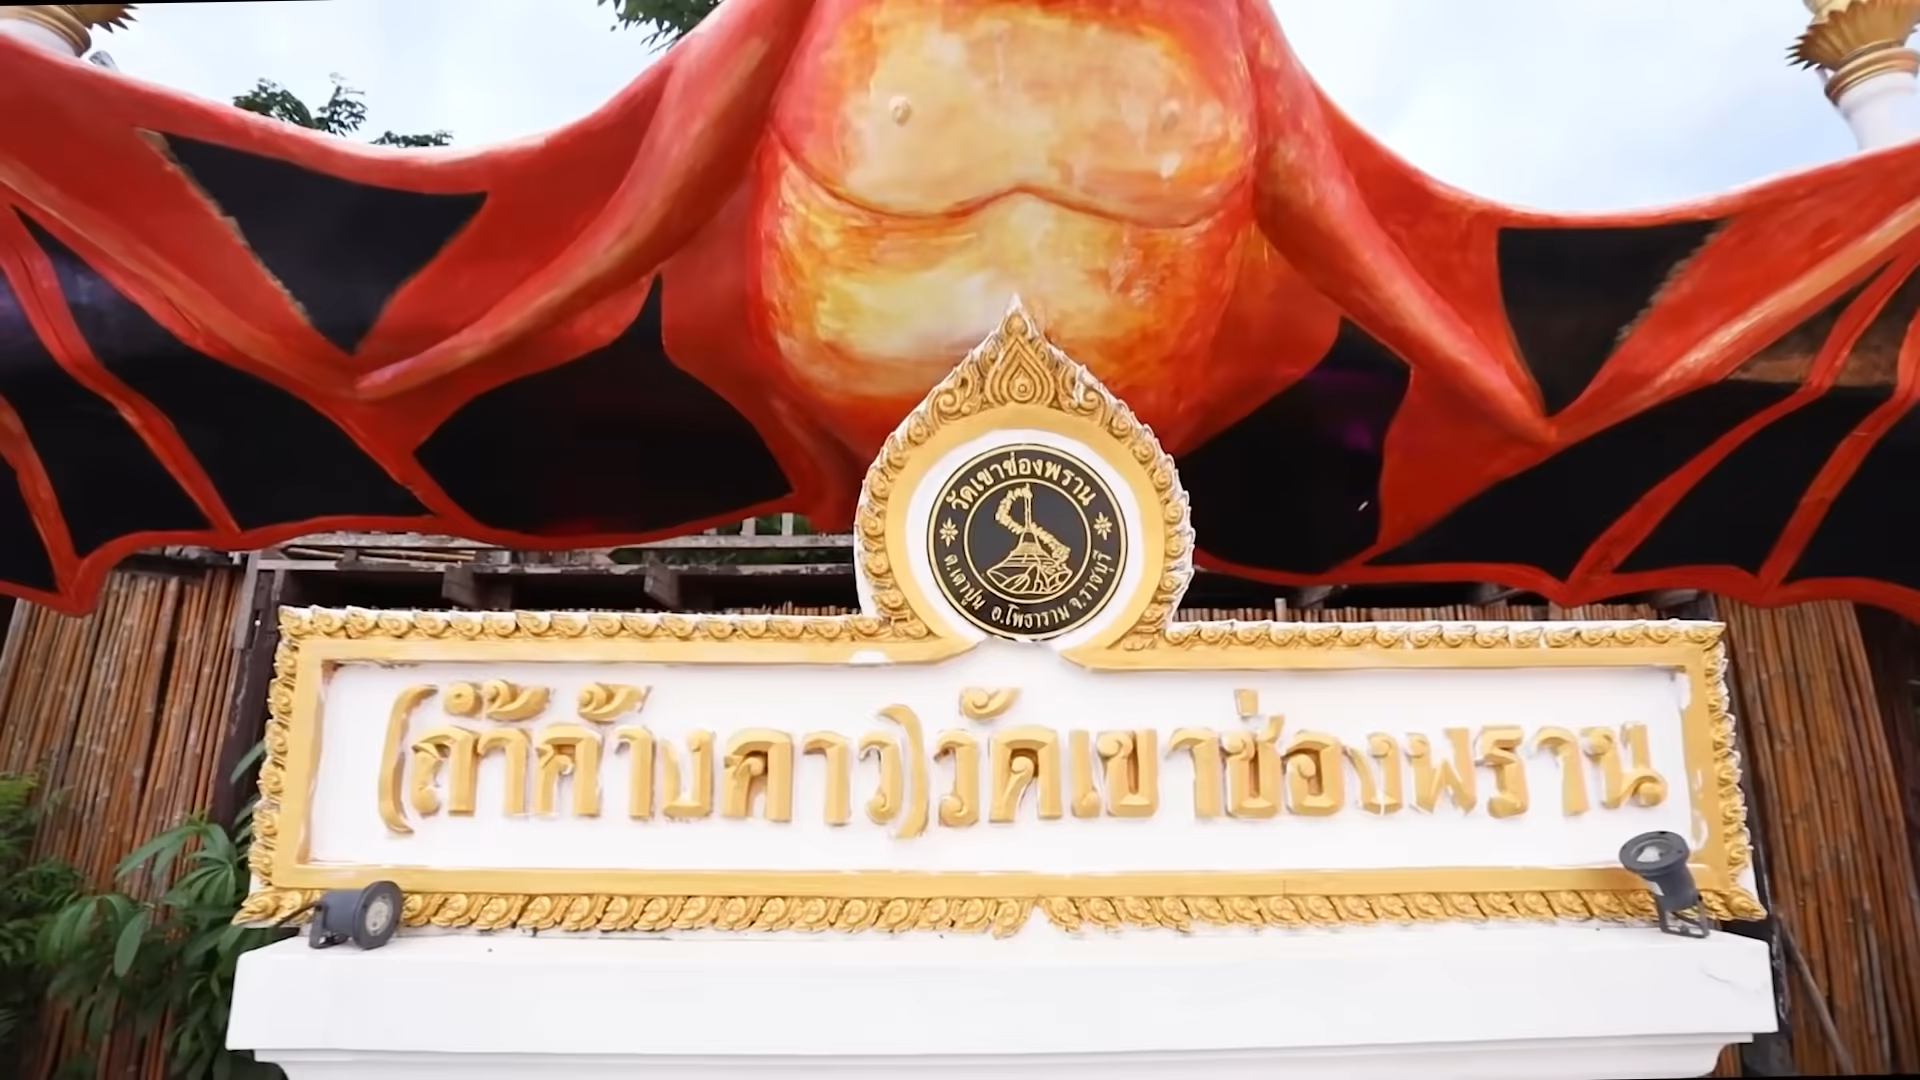 วัดเขาช่องพราน
ต.เตาปูน อ.โพธาราม จ.ราชบุรี
(ถ้ำค้างคาว)วัดเขาช่องพราน